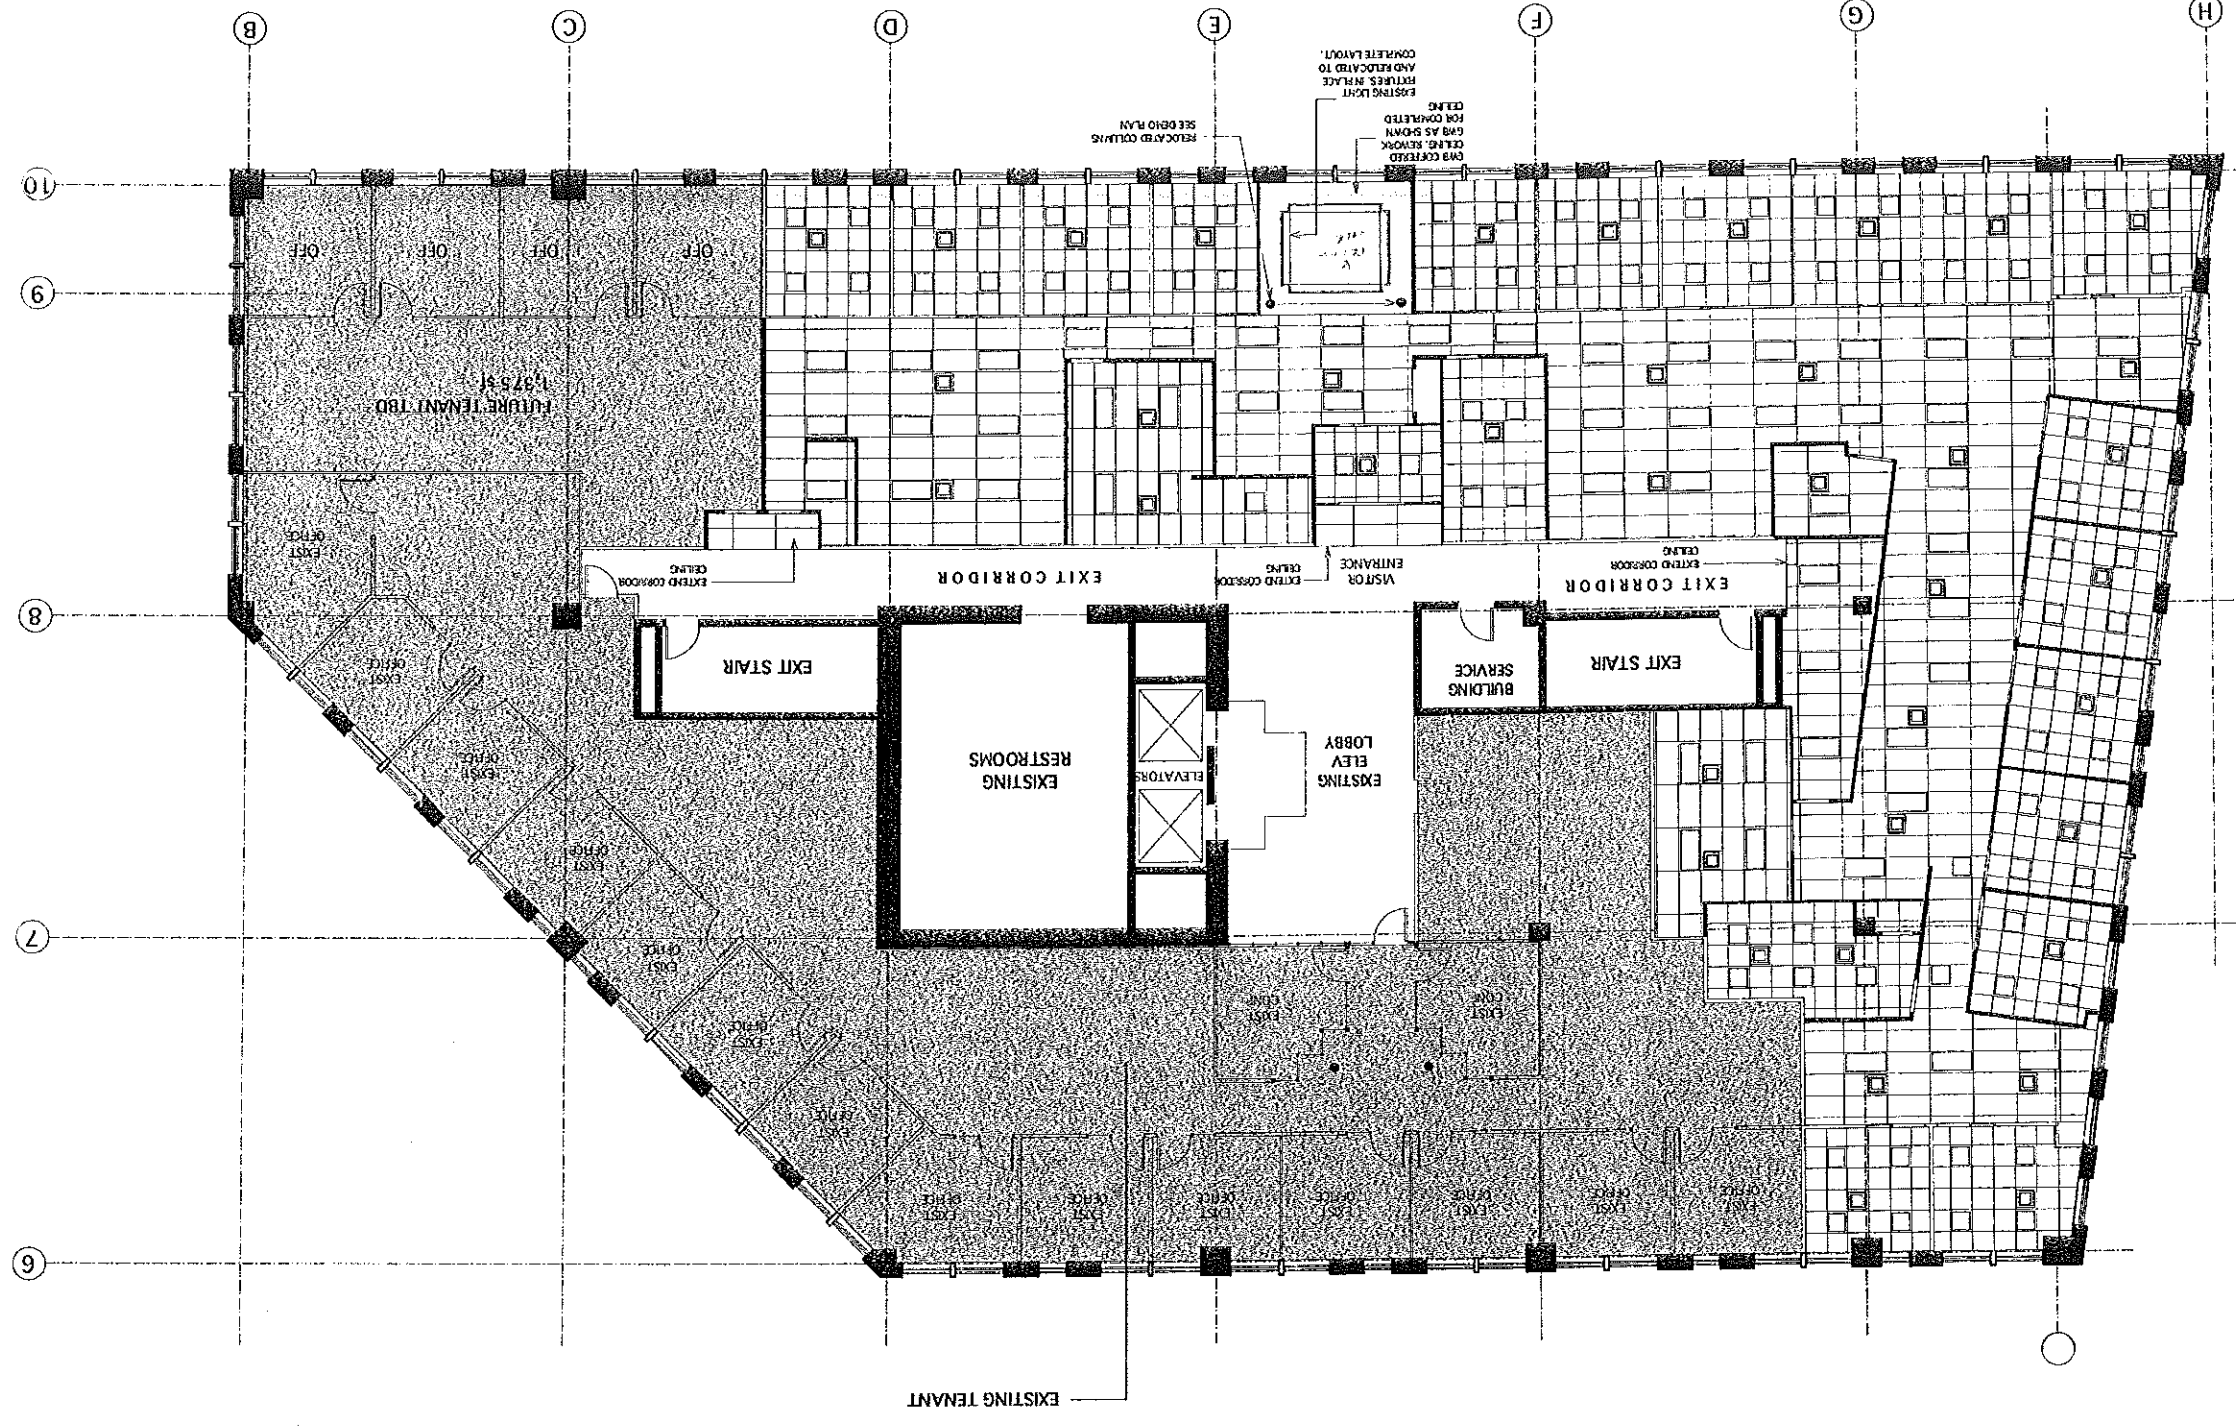 EXISTING TENANT
6
EXIST
OFFICE
EXIST
OFFICE
EXIST
OFFICE
EXIST
OFFICE
EXIST
OFFICE
EXIST
OFFICE
EXIST
OFFICE
EXIST
OFFICE
EXIST
OFFICE
EXIST
CONF
EXIST
CONF
EXIST
OFFICE
7
EXIST
OFFICE
EXISTING
ELEV
LOBBY
ELEVATORS
EXISTING
RESTROOMS
EXIST
OFFICE
EXIT STAIR
BUILDING
SERVICE
EXIT STAIR
EXIST
OFFICE
8
EXIT CORRIDOR
EXTEND CORRIDOR
CEILING
VISITOR
ENTRANCE
EXTEND CORRIDOR
CEILING
EXIT CORRIDOR
EXTEND CORRIDOR
CEILING
EXIST
OFFICE
FUTURE TENANT TBD
1,375 sf
9
OFF
OFF
OFF
OFF
10
GWB COFFERED
CEILING, REWORK
GWB AS SHOWN
FOR COMPLETED
CEILING
RELOCATED COLUMNS
SEE DEMO PLAN
EXISTING LIGHT
FIXTURES, IN PLACE
AND RELOCATED TO
COMPLETE LAYOUT.
H
G
F
E
D
C
B